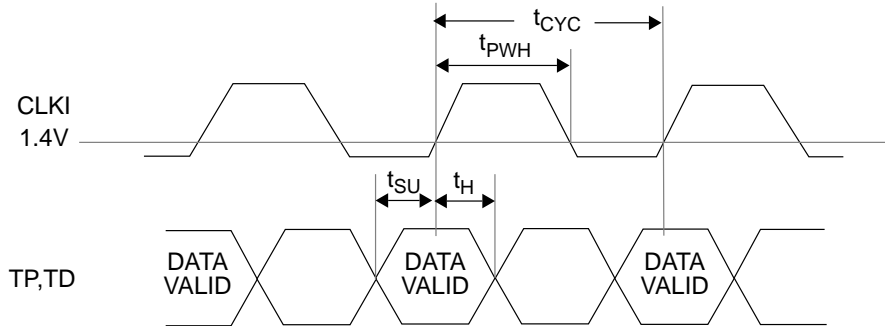 tCYC
tPWH
CLKI
1.4V
tSU
tH
TP,TD
DATA
VALID
DATA
VALID
DATA
VALID